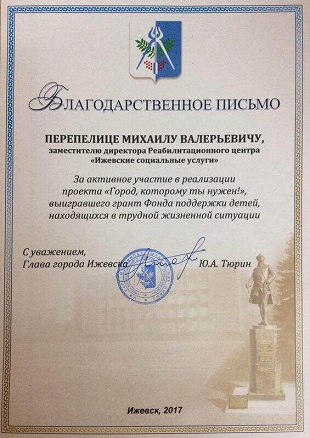 БЛАГОДАРСТВЕННОЕ ПИСЬМО
ПЕРЕПЕЛИЦЕ МИХАИЛУ ВАЛЕРЬЕВИЧУ,
заместителю директора Реабилитационного центра
«Ижевские социальные услуги»
За активное участие в реализации
проекта «Город, которому ты нужен!»,
выигравшего грант Фонда поддержки детей,
находящихся в трудной жизненной ситуации
С уважением,
Глава города Ижевска Ю.А. Тюрин
Ижевск, 2017